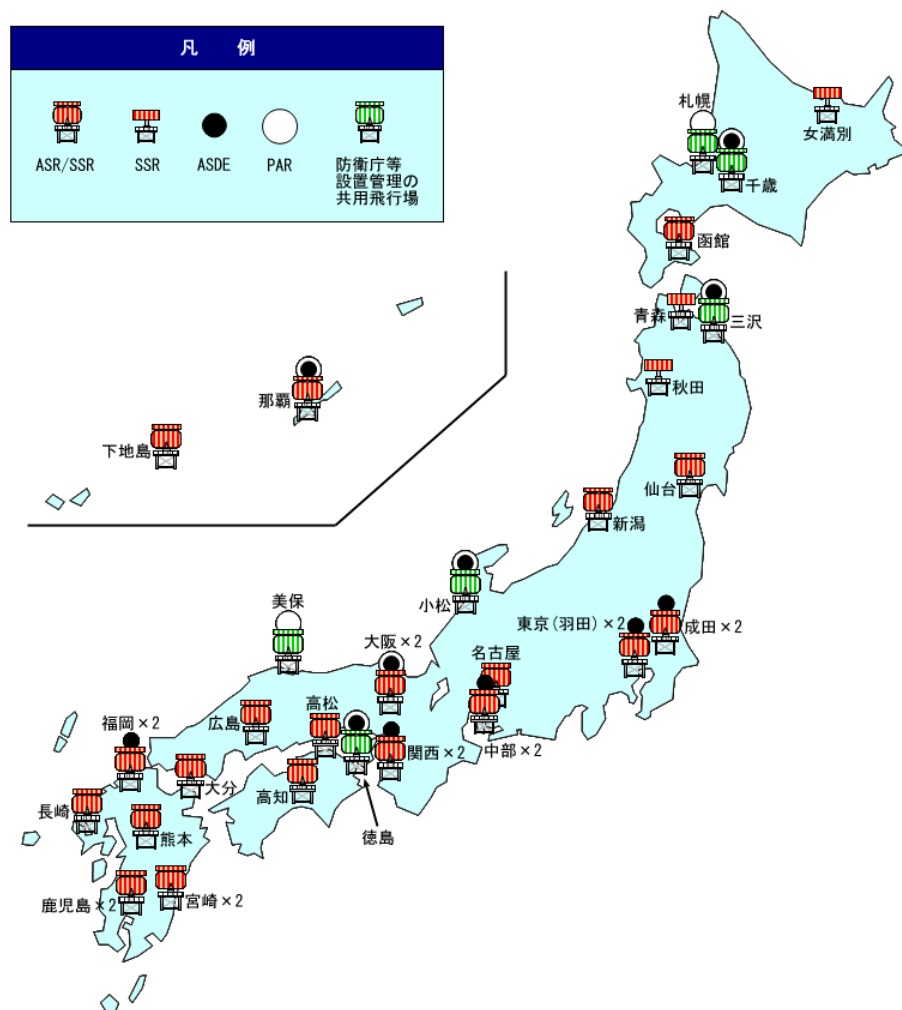 凡 例
ASR/SSR
SSR
ASDE
PAR
防衛庁等
設置管理の
共用飛行場
札幌
女満別
千歳
函館
青森
三沢
那覇
秋田
下地島
仙台
新潟
小松
美保
東京(羽田)×2
成田×2
大阪×2
名古屋
高松
広島
福岡×2
関西×2
中部×2
大分
高知
長崎
徳島
熊本
鹿児島×2
宮崎×2